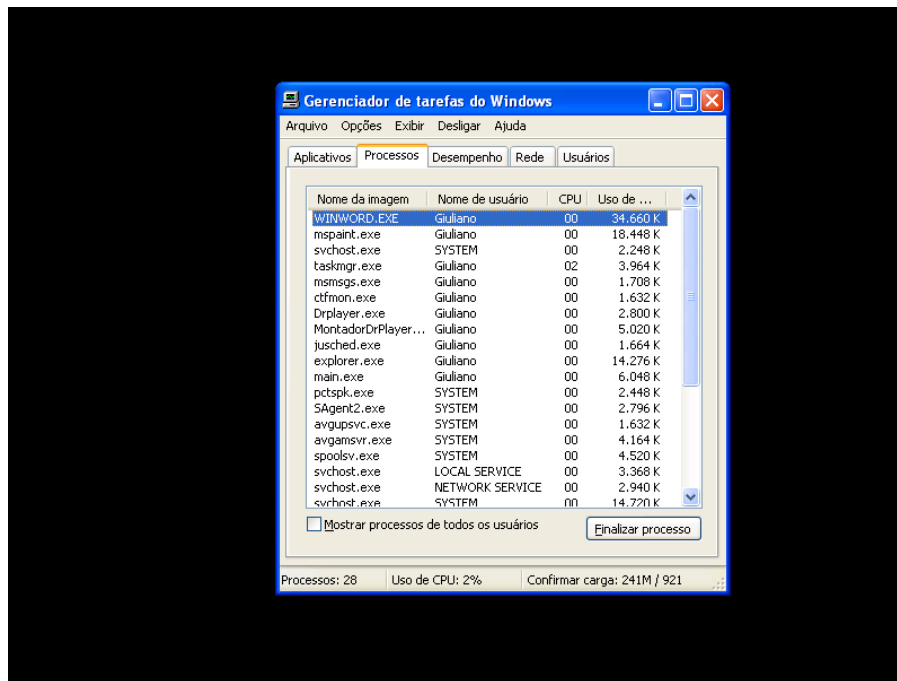 Gerenciador de tarefas do Windows
Arquivo Opções Exibir Desligar Ajuda
Aplicativos Processos Desempenho Rede Usuários
Nome da imagem Nome de usuário CPU Uso de ...
WINWORD.EXE Giuliano 00 34.660 K
mspaint.exe Giuliano 00 18.448 K
svchost.exe SYSTEM 00 2.248 K
taskmgr.exe Giuliano 02 3.964 K
msmsgs.exe Giuliano 00 1.708 K
ctfmon.exe Giuliano 00 1.632 K
Drplayer.exe Giuliano 00 2.800 K
MontadorDrPlayer... Giuliano 00 5.020 K
jusched.exe Giuliano 00 1.664 K
explorer.exe Giuliano 00 14.276 K
main.exe Giuliano 00 6.048 K
pctspk.exe SYSTEM 00 2.448 K
SAgent2.exe SYSTEM 00 2.796 K
avgupsvc.exe SYSTEM 00 1.632 K
avgamsvr.exe SYSTEM 00 4.164 K
spoolsv.exe SYSTEM 00 4.520 K
svchost.exe LOCAL SERVICE 00 3.368 K
svchost.exe NETWORK SERVICE 00 2.940 K
svchost.exe SYSTEM 00 14.720 K
Mostrar processos de todos os usuários Finalizar processo
Processos: 28 Uso de CPU: 2% Confirmar carga: 241M / 921